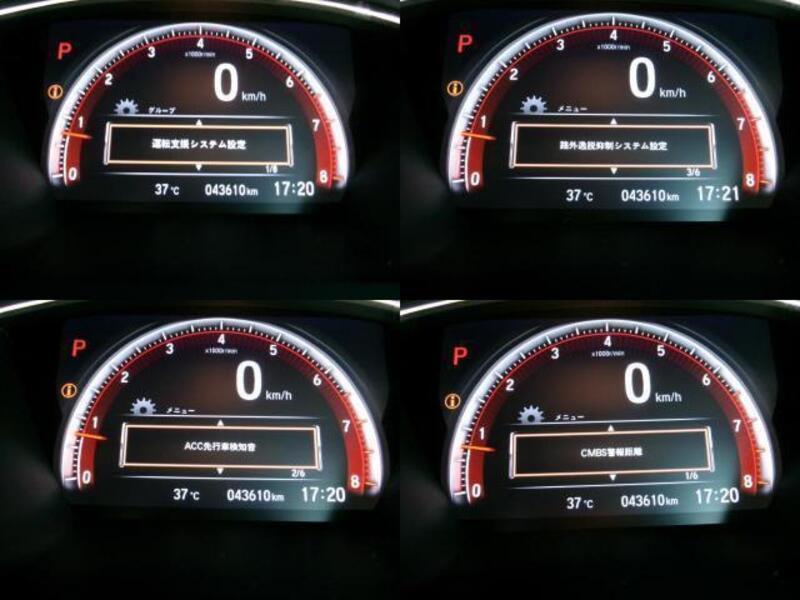 P
4
3
5
x1000r/min
2
6
0
km/h
グループ
1
7
運転支援システム設定
1/8
0
8
37℃
043610km
17:20
P
4
3
5
x1000r/min
2
6
0
km/h
メニュー
1
7
路外逸脱抑制システム設定
3/6
0
8
37℃
043610km
17:21
P
4
3
5
x1000r/min
2
6
0
km/h
メニュー
1
7
ACC先行車検知音
2/6
0
8
37℃
043610km
17:20
P
4
3
5
x1000r/min
2
6
0
km/h
メニュー
1
7
CMBS警報距離
1/6
0
8
37℃
043610km
17:20